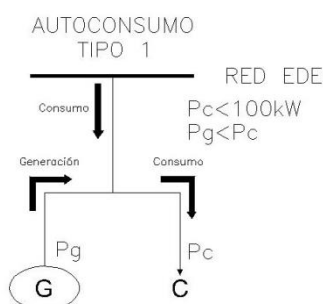 AUTOCONSUMO
TIPO 1
RED EDE
Consumo
Pc<100kW
Pg<Pc
Generación
Consumo
Pg
Pc
G
C